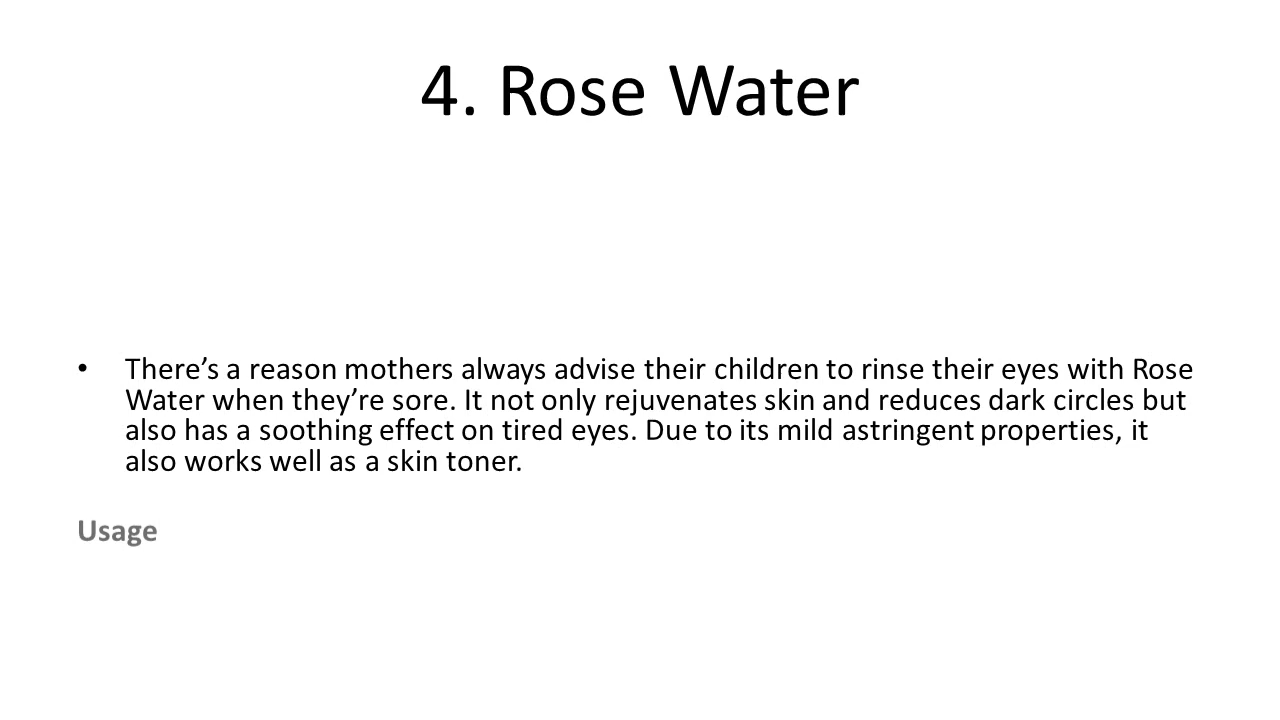 4. Rose Water
• There’s a reason mothers always advise their children to rinse their eyes with Rose
Water when they’re sore. It not only rejuvenates skin and reduces dark circles but
also has a soothing effect on tired eyes. Due to its mild astringent properties, it
also works well as a skin toner.
Usage